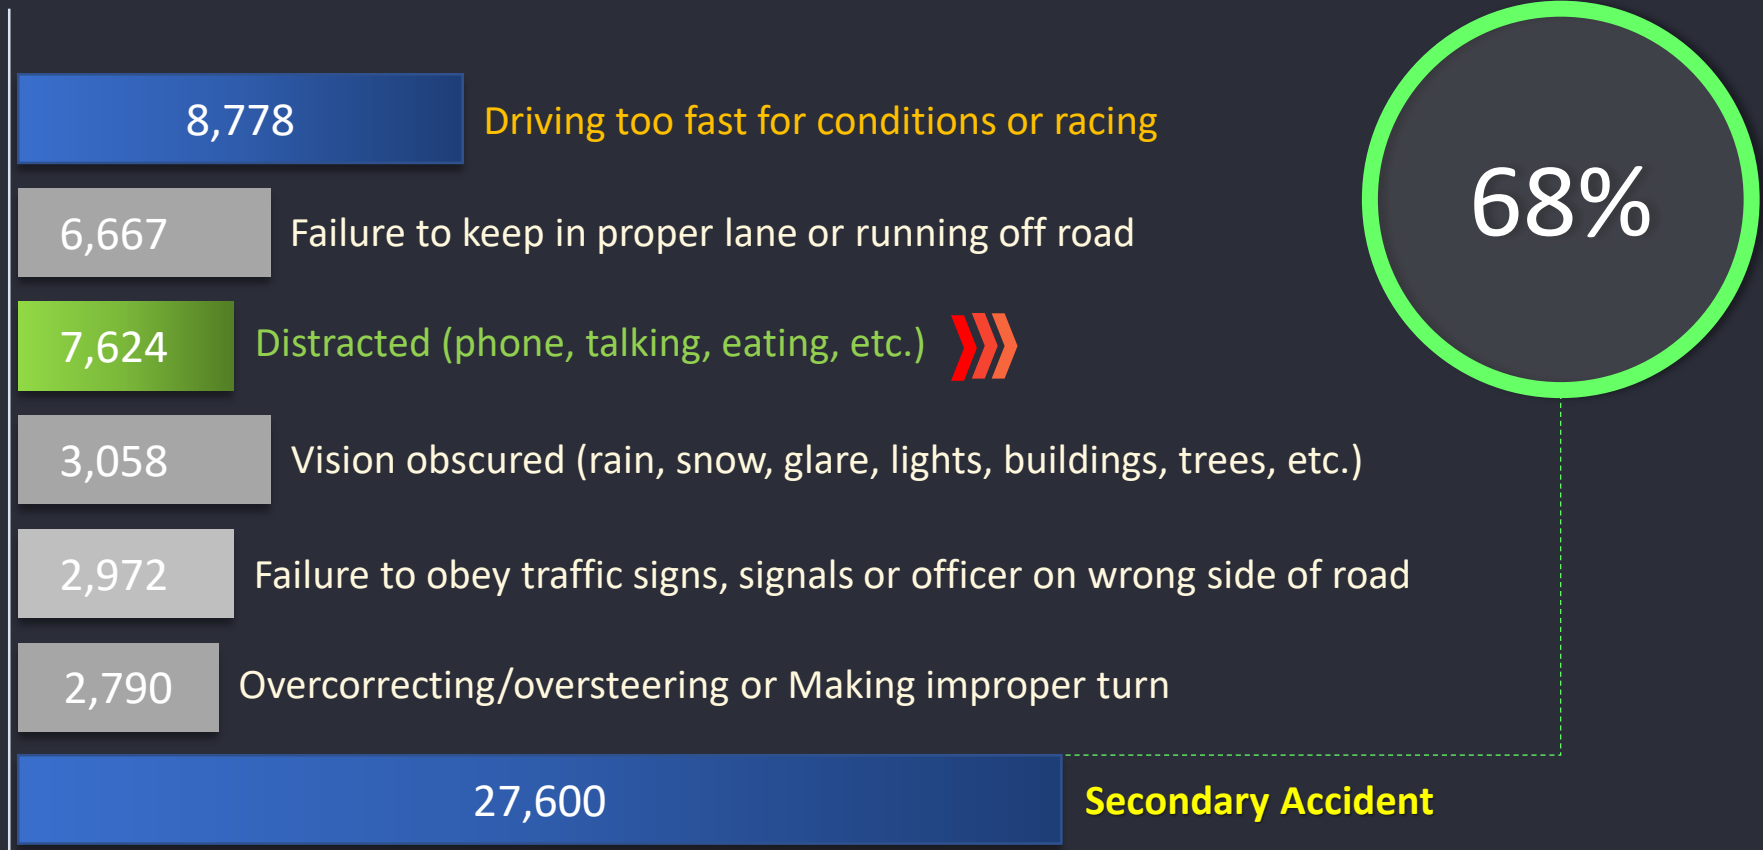 8,778 Driving too fast for conditions or racing
68%
6,667 Failure to keep in proper lane or running off road
7,624 Distracted (phone, talking, eating, etc.)
3,058 Vision obscured (rain, snow, glare, lights, buildings, trees, etc.)
2,972 Failure to obey traffic signs, signals or officer on wrong side of road
2,790 Overcorrecting/oversteering or Making improper turn
27,600 Secondary Accident